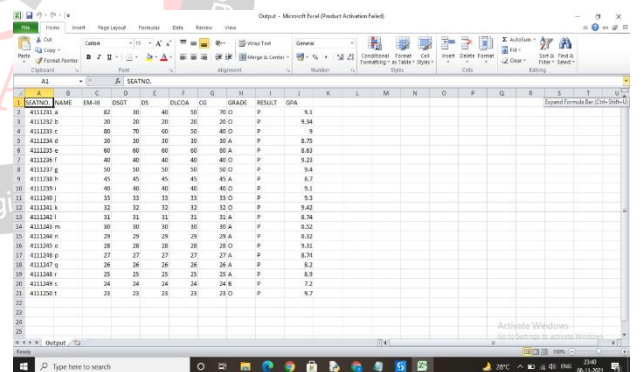 Output - Microsoft Excel (Product Activation Failed)
File Home Insert Page Layout Formulas Data Review View
Cut
Copy
Format Painter
Paste
Clipboard
Calibri 11
Font
Wrap Text
Merge & Center
Alignment
General
Number
Conditional Formatting
Format as Table
Cell Styles
Styles
Insert Delete Format
Cells
AutoSum
Fill
Clear
Sort & Filter
Find & Select
Editing
A1 fx SEATNO.
A B C D E F G H I J K L M N O P Q R S T U
1 SEATNO. NAME EM-III DSGT DS DLCOA CG GRADE RESULT GPA
Expand Formula Bar (Ctrl+Shift+U)
2 4111231 a 82 30 40 50 70 O P 9.1
3 4111232 b 20 20 20 20 20 O P 9.34
4 4111233 c 80 70 60 50 40 O P 9
5 4111234 d 30 30 30 30 30 A P 8.75
6 4111235 e 60 60 60 60 60 A P 8.63
7 4111236 f 40 40 40 40 40 O P 9.23
8 4111237 g 50 50 50 50 50 O P 9.4
9 4111238 h 45 45 45 45 45 A P 8.7
10 4111239 i 40 40 40 40 40 O P 9.1
11 4111240 j 33 33 33 33 33 O P 9.3
12 4111241 k 32 32 32 32 32 O P 9.42
13 4111242 l 31 31 31 31 31 A P 8.74
14 4111243 m 30 30 30 30 30 A P 8.52
15 4111244 n 29 29 29 29 29 A P 8.32
16 4111245 o 28 28 28 28 28 O P 9.31
17 4111246 p 27 27 27 27 27 A P 8.74
18 4111247 q 26 26 26 26 26 A P 8.2
19 4111248 r 25 25 25 25 25 A P 8.9
20 4111249 s 24 24 24 24 24 B P 7.2
21 4111250 t 23 23 23 23 23 O P 9.7
22
23
24
25
Activate Windows
Go to Settings to activate Windows.
Output
Ready
100%
Type here to search
28°C
ENG
23:40
08-11-2021